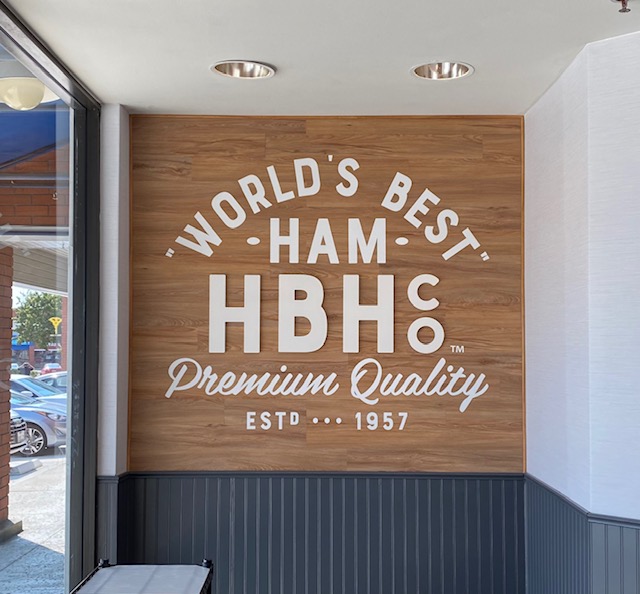 "WORLD'S BEST"
- HAM -
HBH CO ™
Premium Quality
ESTD ••• 1957